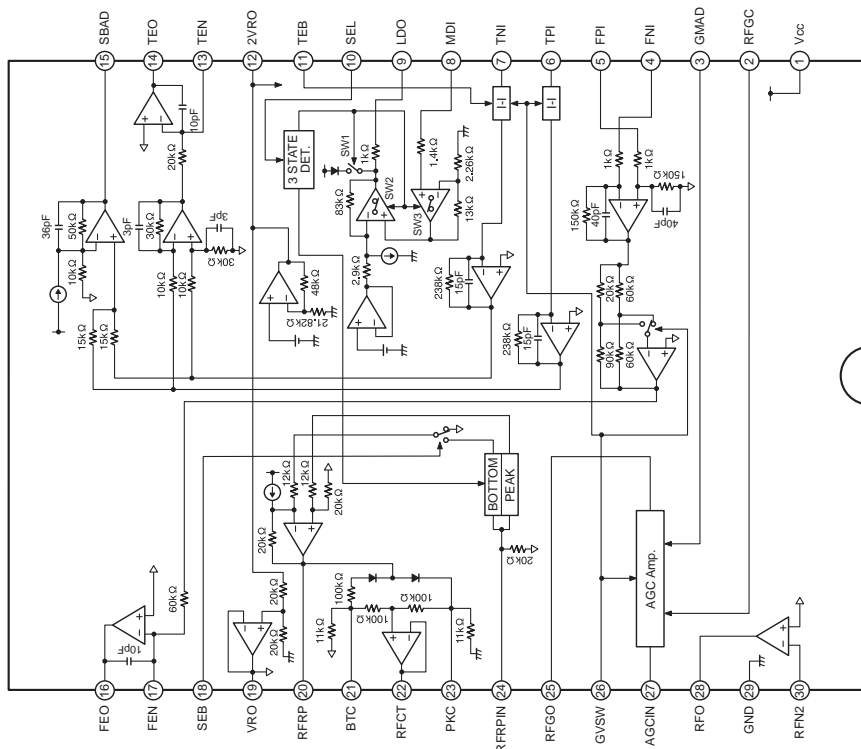 SBAD
TEO
TEN
2VRO
TEB
SEL
LDO
MDI
TNI
TPI
FPI
FNI
GMAD
RFGC
Vcc
15
14
13
12
11
10
9
8
7
6
5
4
3
2
1
10pF
20kΩ
36pF
50kΩ
10kΩ
3pF
30kΩ
3pF
30kΩ
10kΩ
10kΩ
15kΩ
15kΩ
3 STATE
DET.
SW1
1kΩ
SW2
83kΩ
2.9kΩ
SW3
1.4kΩ
2.26kΩ
13kΩ
48kΩ
21.82kΩ
I-I
I-I
238kΩ
15pF
238kΩ
15pF
1kΩ
1kΩ
150kΩ
40pF
150kΩ
40pF
20kΩ
60kΩ
90kΩ
60kΩ
12kΩ
12kΩ
20kΩ
20kΩ
BOTTOM
PEAK
20kΩ
60kΩ
10pF
20kΩ
20kΩ
100kΩ
100kΩ
100kΩ
11kΩ
11kΩ
AGC Amp.
16
17
18
19
20
21
22
23
24
25
26
27
28
29
30
FEO
FEN
SEB
VRO
RFRP
BTC
RFCT
PKC
RFRPIN
RFGO
GVSW
AGCIN
RFO
GND
RFN2